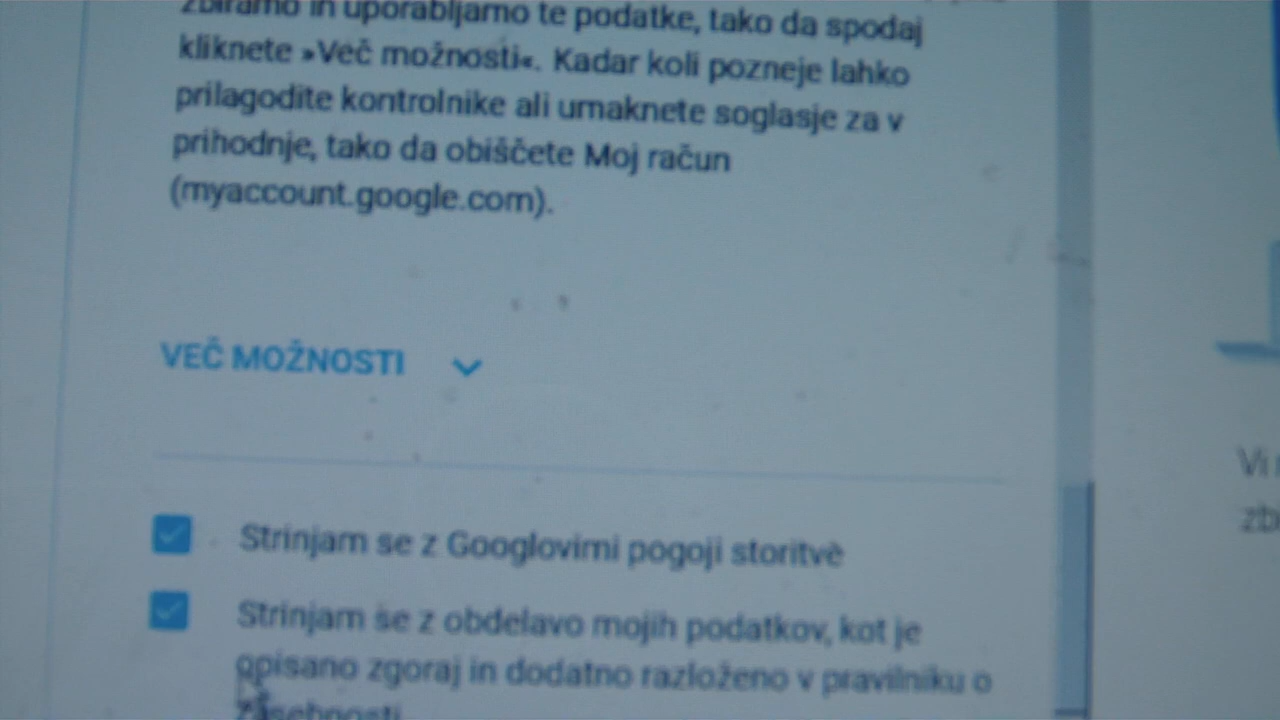 zbiramo in uporabljamo te podatke, tako da spodaj
kliknete »Več možnosti«. Kadar koli pozneje lahko
prilagodite kontrolnike ali umaknete soglasje za v
prihodnje, tako da obiščete Moj račun
(myaccount.google.com).
VEČ MOŽNOSTI
Strinjam se z Googlovimi pogoji storitve
Strinjam se z obdelavo mojih podatkov, kot je
opisano zgoraj in dodatno razloženo v pravilniku o
zasebnosti